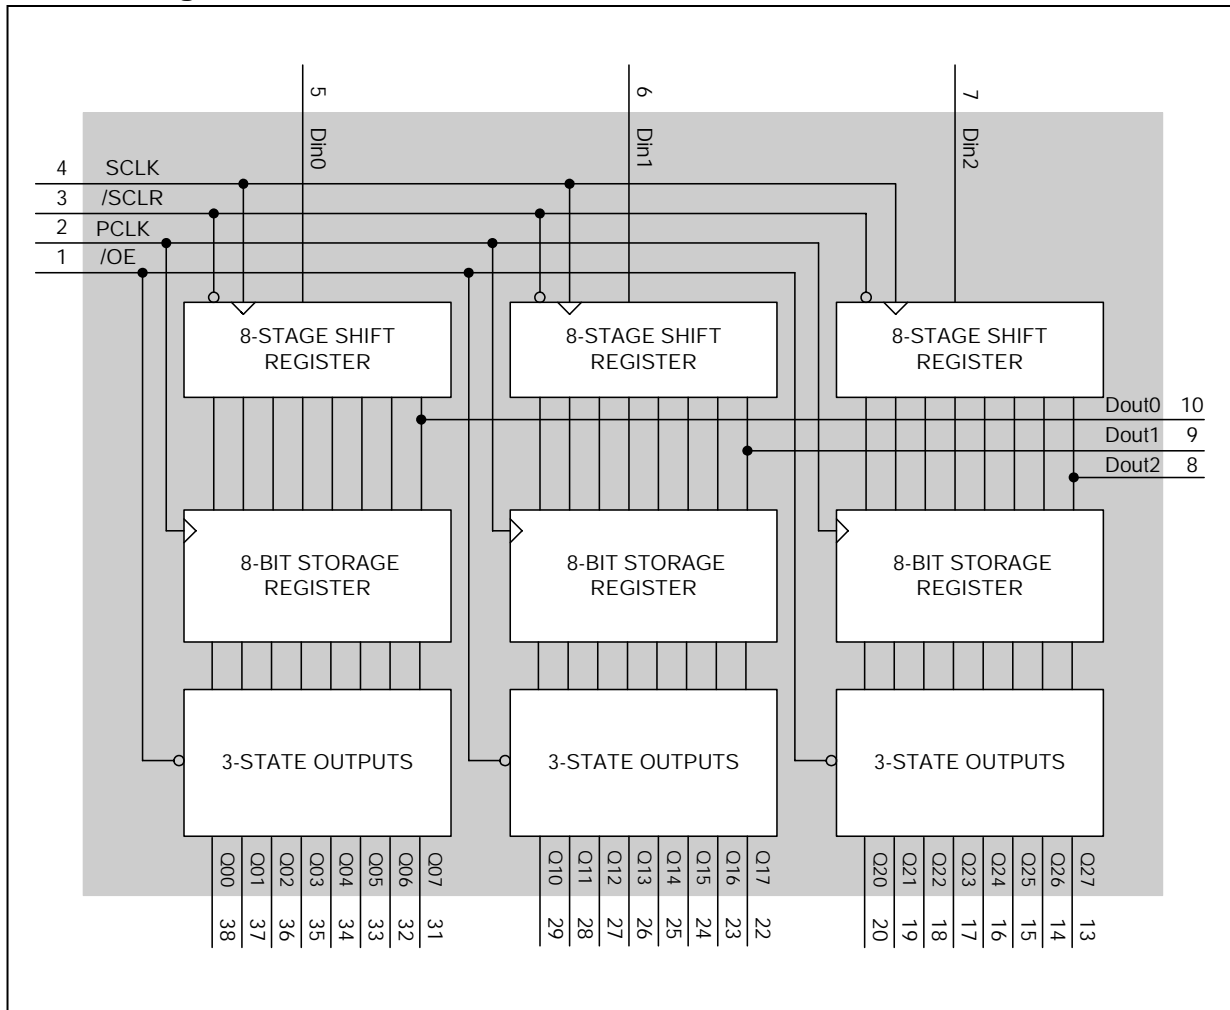 5
6
7
Din0
Din1
Din2
4 SCLK
3 /SCLR
2 PCLK
1 /OE
8-STAGE SHIFT
REGISTER
8-STAGE SHIFT
REGISTER
8-STAGE SHIFT
REGISTER
Dout0 10
Dout1 9
Dout2 8
8-BIT STORAGE
REGISTER
8-BIT STORAGE
REGISTER
8-BIT STORAGE
REGISTER
3-STATE OUTPUTS
3-STATE OUTPUTS
3-STATE OUTPUTS
Q00
Q01
Q02
Q03
Q04
Q05
Q06
Q07
Q10
Q11
Q12
Q13
Q14
Q15
Q16
Q17
Q20
Q21
Q22
Q23
Q24
Q25
Q26
Q27
38
37
36
35
34
33
32
31
29
28
27
26
25
24
23
22
20
19
18
17
16
15
14
13